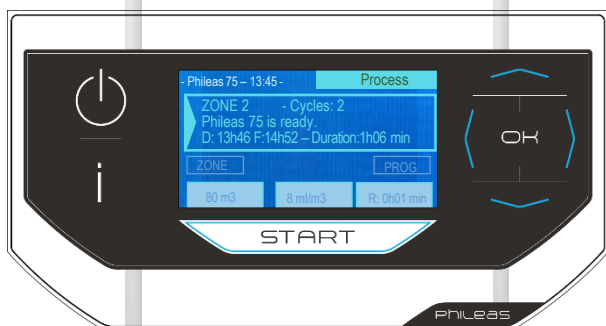 - Phileas 75 – 13:45 -
Process
ZONE 2 - Cycles: 2
Phileas 75 is ready.
D: 13h46 F:14h52 – Duration:1h06 min
ZONE
PROG
80 m3
8 ml/m3
R: 0h01 min
i
OK
START
PhiLeas